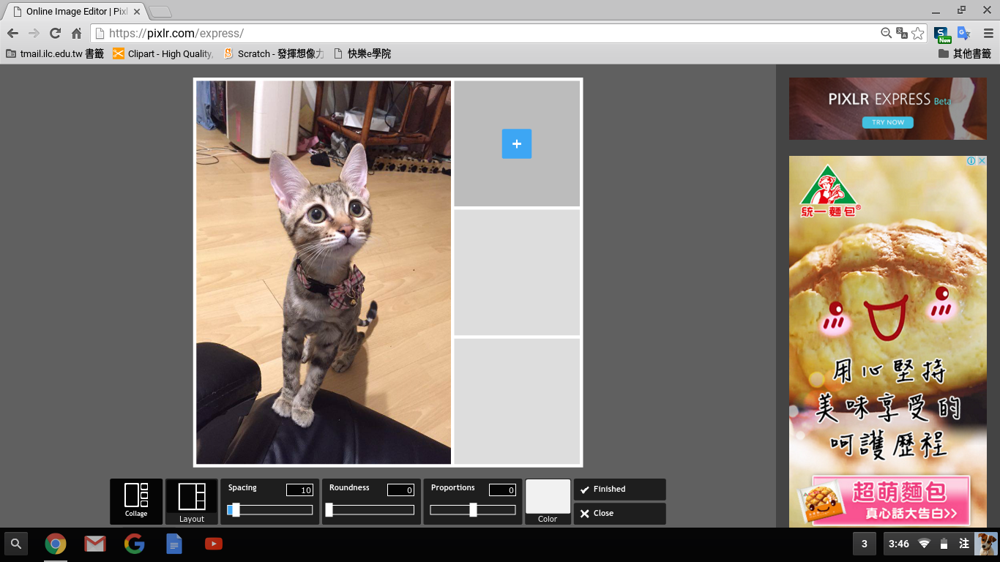 Online Image Editor | Pixl
https://pixlr.com/express/
New
tmail.ilc.edu.tw 書籤
Clipart - High Quality,
Scratch - 發揮想像力
快樂e學院
其他書籤
PIXLR EXPRESS Beta
TRY NOW
統一麵包®
用心堅持
美味享受的
呵護歷程
超萌麵包
真心話大告白>>
Collage
Layout
Spacing
10
Roundness
0
Proportions
0
Color
Finished
Close
3
3:46
注